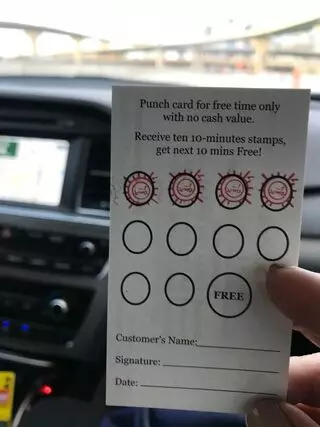 Punch card for free time only
with no cash value.
Receive ten 10-minutes stamps,
get next 10 mins Free!
FREE
Customer's Name:
Signature:
Date: